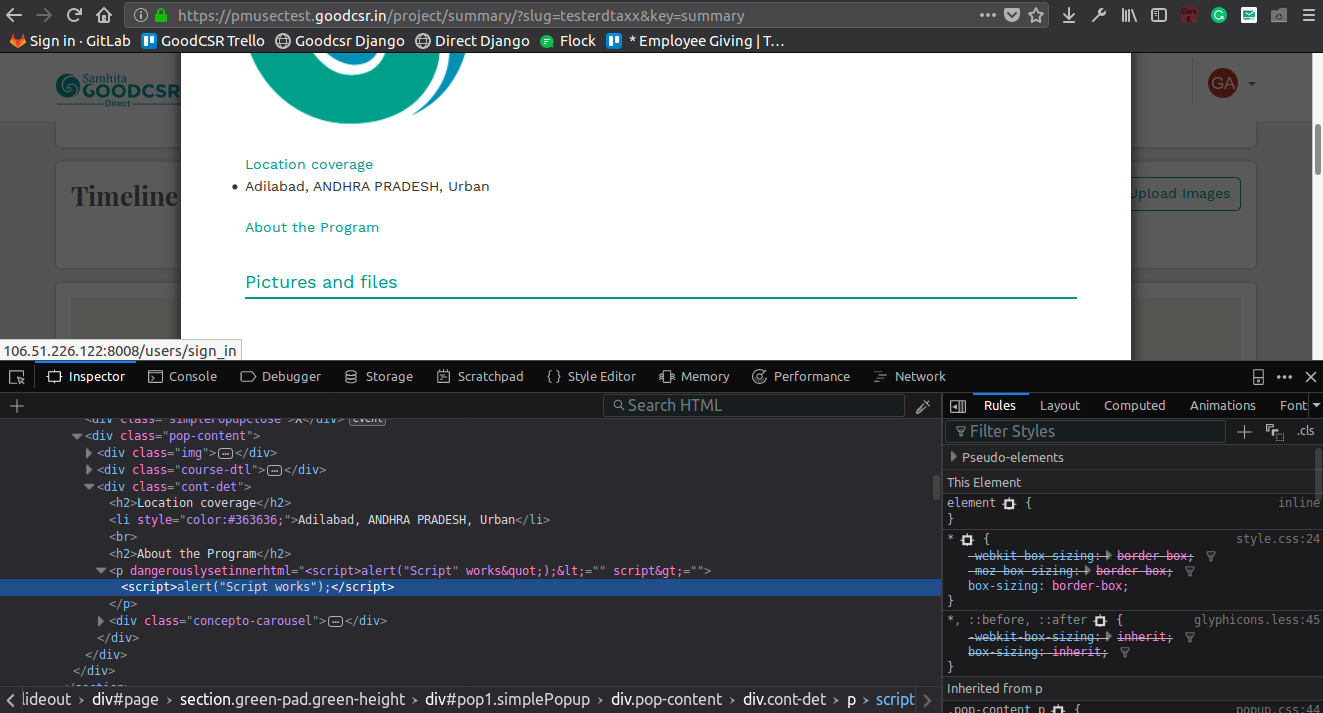 https://pmusectest.goodcsr.in/project/summary/?slug=testerdtaxx&key=summary
Sign in · GitLab GoodCSR Trello Goodcsr Django Direct Django Flock * Employee Giving | T…
Samhita
GOODCSR
Direct
GA
Location coverage
Timeline
Adilabad, ANDHRA PRADESH, Urban
Upload Images
About the Program
Pictures and files
106.51.226.122:8008/users/sign_in
Inspector Console Debugger Storage Scratchpad {} Style Editor Memory Performance Network
Search HTML
Rules Layout Computed Animations Font
Filter Styles
.cls
<div class="simplePopupClose">X</div> event
<div class="pop-content">
<div class="img"></div>
<div class="course-dtl"></div>
<div class="cont-det">
<h2>Location coverage</h2>
<li style="color:#363636;">Adilabad, ANDHRA PRADESH, Urban</li>
<br>
<h2>About the Program</h2>
<p dangerouslysetinnerhtml="<script>alert("Script" works&quot;);&lt;="" script&gt;="">
<script>alert("Script works");</script>
</p>
<div class="concepto-carousel"></div>
</div>
</div>
</div>
Pseudo-elements
This Element
element { inline
}
* { style.css:24
-webkit-box-sizing: border-box;
-moz-box-sizing: border-box;
box-sizing: border-box;
}
*, ::before, ::after { glyphicons.less:45
-webkit-box-sizing: inherit;
box-sizing: inherit;
}
Inherited from p
.pop-content p { popup.css:44
lideout › div#page › section.green-pad.green-height › div#pop1.simplePopup › div.pop-content › div.cont-det › p › script